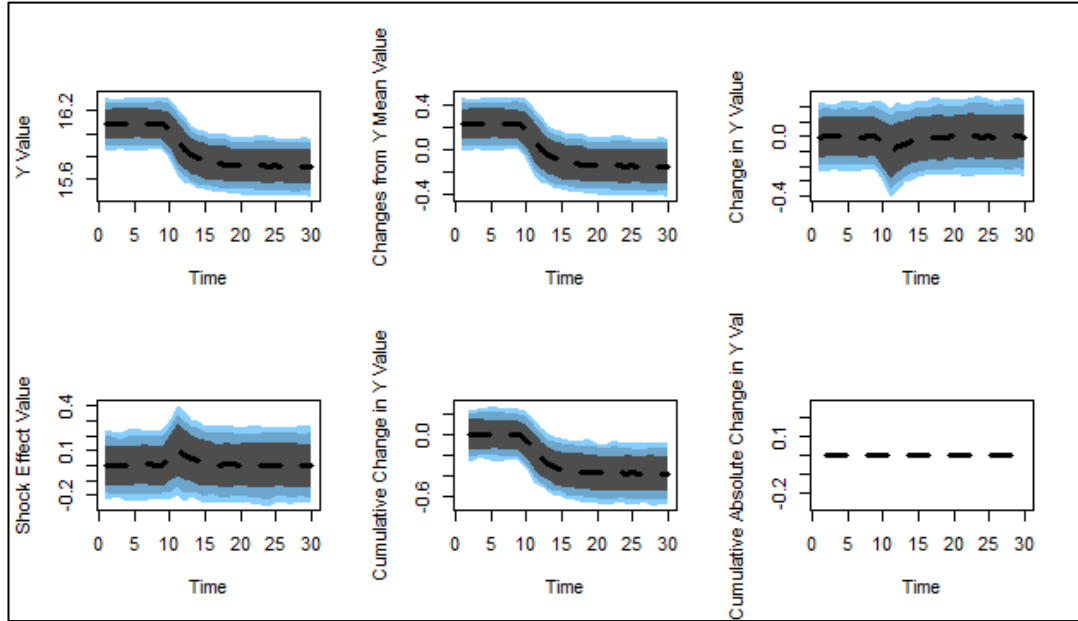 Y Value
16.2
15.6
0 5 10 15 20 25 30
Time
Changes from Y Mean Value
0.4
0.0
-0.4
0 5 10 15 20 25 30
Time
Change in Y Value
0.0
-0.4
0 5 10 15 20 25 30
Time
Shock Effect Value
0.4
0.1
-0.2
0 5 10 15 20 25 30
Time
Cumulative Change in Y Value
0.0
-0.6
0 5 10 15 20 25 30
Time
Cumulative Absolute Change in Y Val
0.1
-0.2
0 5 10 15 20 25 30
Time